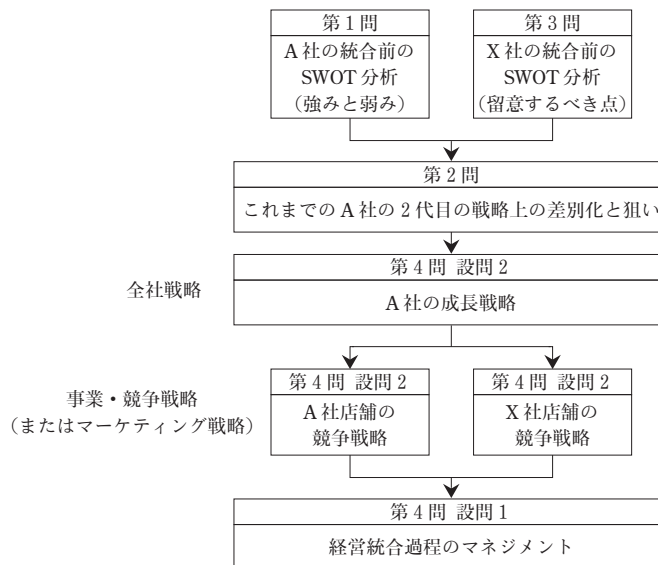 第1問
A社の統合前の
SWOT分析
（強みと弱み）
第3問
X社の統合前の
SWOT分析
（留意するべき点）
第2問
これまでのA社の2代目の戦略上の差別化と狙い
全社戦略
第4問 設問2
A社の成長戦略
事業・競争戦略
（またはマーケティング戦略）
第4問 設問2
A社店舗の
競争戦略
第4問 設問2
X社店舗の
競争戦略
第4問 設問1
経営統合過程のマネジメント